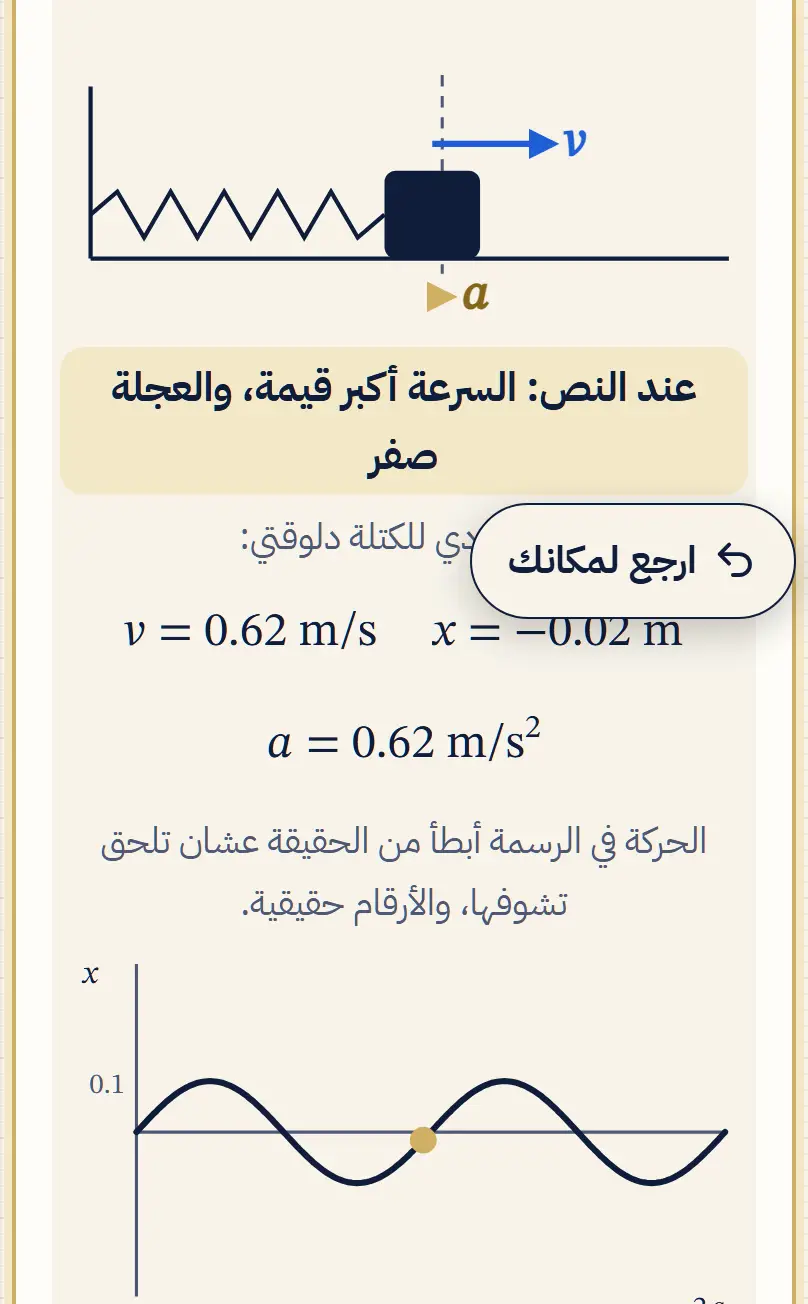 v
a
عند النص: السرعة أكبر قيمة، والعجلة
صفر
للكتلة دلوقتي:
ارجع لمكانك
v = 0.62 m/s x = −0.02 m
a = 0.62 m/s²
الحركة في الرسمة أبطأ من الحقيقة عشان تلحق
تشوفها، والأرقام حقيقية.
x
0.1